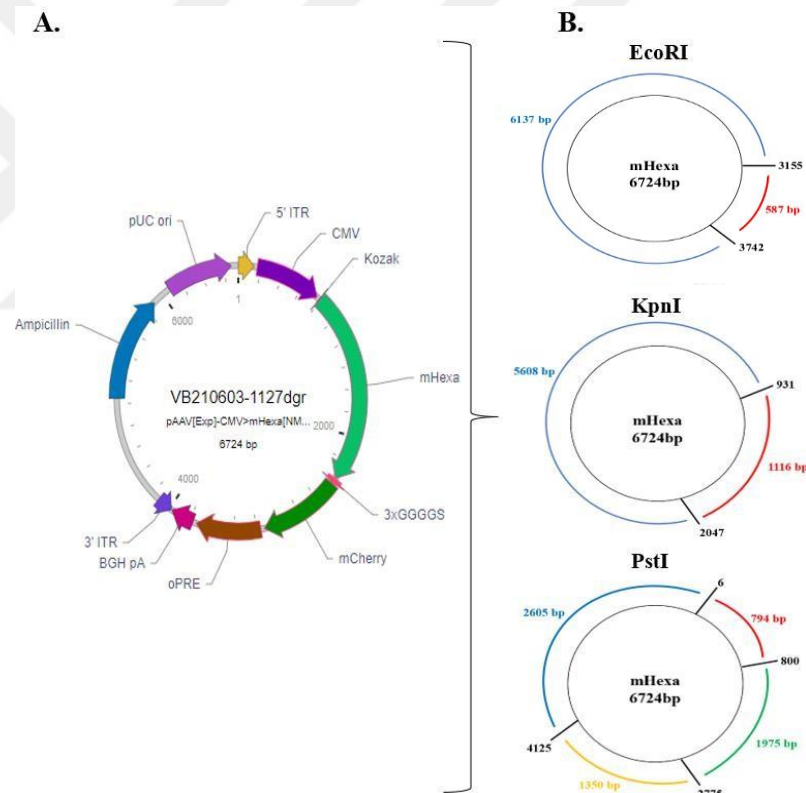 A.
B.
5' ITR
CMV
Kozak
pUC ori
1
6000
Ampicillin
mHexa
VB210603-1127dgr
pAAV[Exp]-CMV>mHexa[NM...
6724 bp
2000
4000
3xGGGGS
3' ITR
BGH pA
oPRE
mCherry
EcoRI
6137 bp
3155
mHexa
6724bp
587 bp
3742
KpnI
5608 bp
931
mHexa
6724bp
1116 bp
2047
PstI
6
2605 bp
794 bp
mHexa
6724bp
800
4125
1975 bp
1350 bp